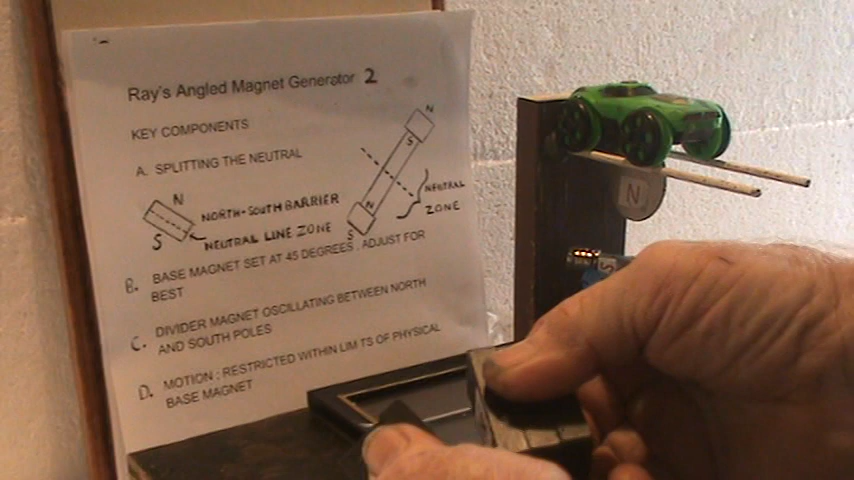 Ray's Angled Magnet Generator 2
KEY COMPONENTS
A. SPLITTING THE NEUTRAL
N
S
NORTH-SOUTH BARRIER
NEUTRAL LINE ZONE
N
S
N
S
NEUTRAL
ZONE
B. BASE MAGNET SET AT 45 DEGREES, ADJUST FOR
BEST
C. DIVIDER MAGNET OSCILLATING BETWEEN NORTH
AND SOUTH POLES
D. MOTION ; RESTRICTED WITHIN LIM TS OF PHYSICAL
BASE MAGNET
N
S